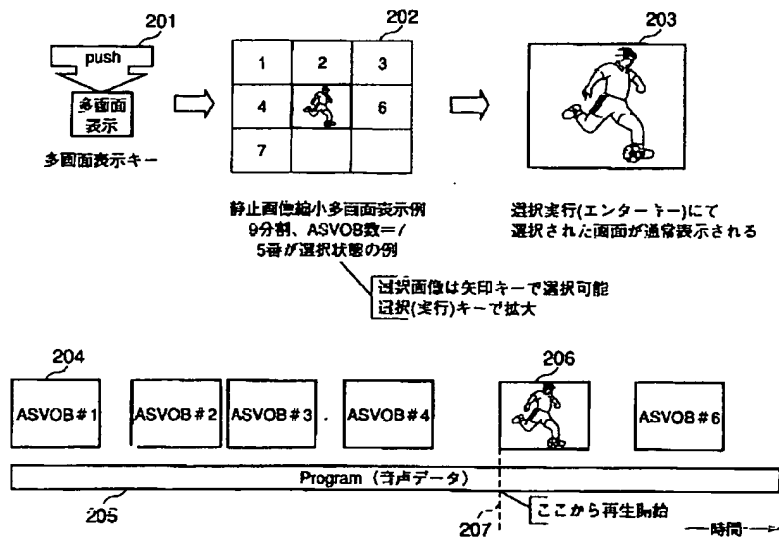 201
push
多画面
表示
多画面表示キー
202
1 2 3
4 6
7
静止画像縮小多画面表示例
9分割、ASVOB数=7
5番が選択状態の例
選択画像は矢印キーで選択可能
選択(実行)キーで拡大
203
選択実行(エンターキー)にて
選択された画面が通常表示される
204
ASVOB#1
ASVOB#2
ASVOB#3
ASVOB#4
206
ASVOB#6
Program (音声データ)
205
207
ここから再生開始
時間